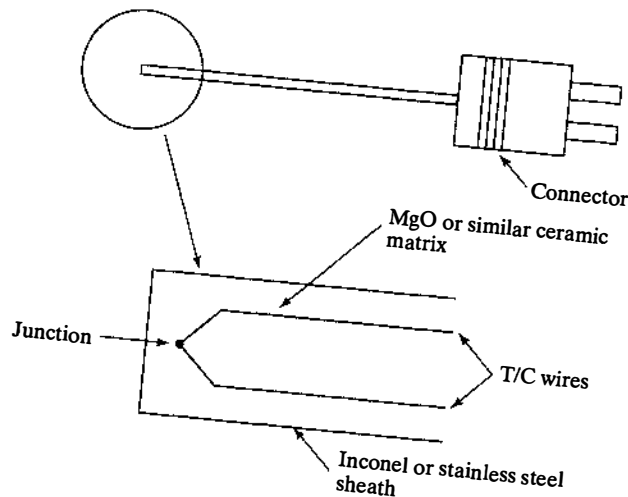 Connector
MgO or similar ceramic
matrix
Junction
T/C wires
Inconel or stainless steel
sheath